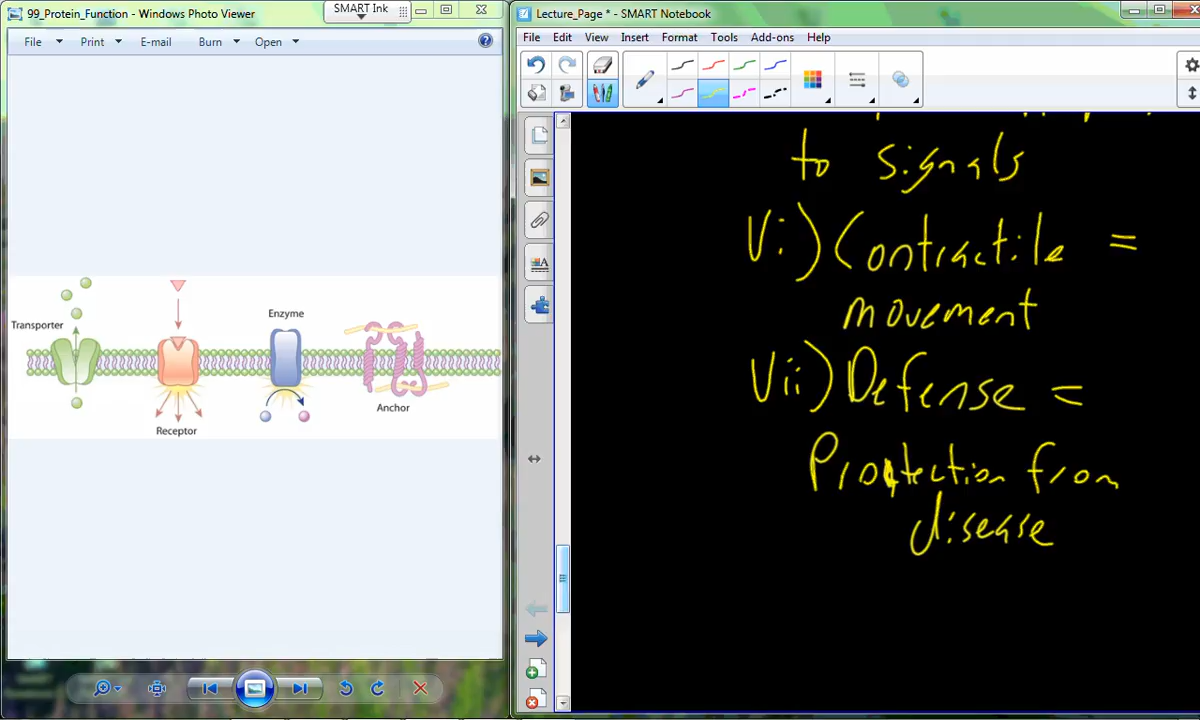 99_Protein_Function - Windows Photo Viewer
SMART Ink
File Print E-mail Burn Open
Transporter
Receptor
Enzyme
Anchor
Lecture_Page * - SMART Notebook
File Edit View Insert Format Tools Add-ons Help
to signals
Vi) Contractile =
movement
Vii) Defense =
Protection from
disease